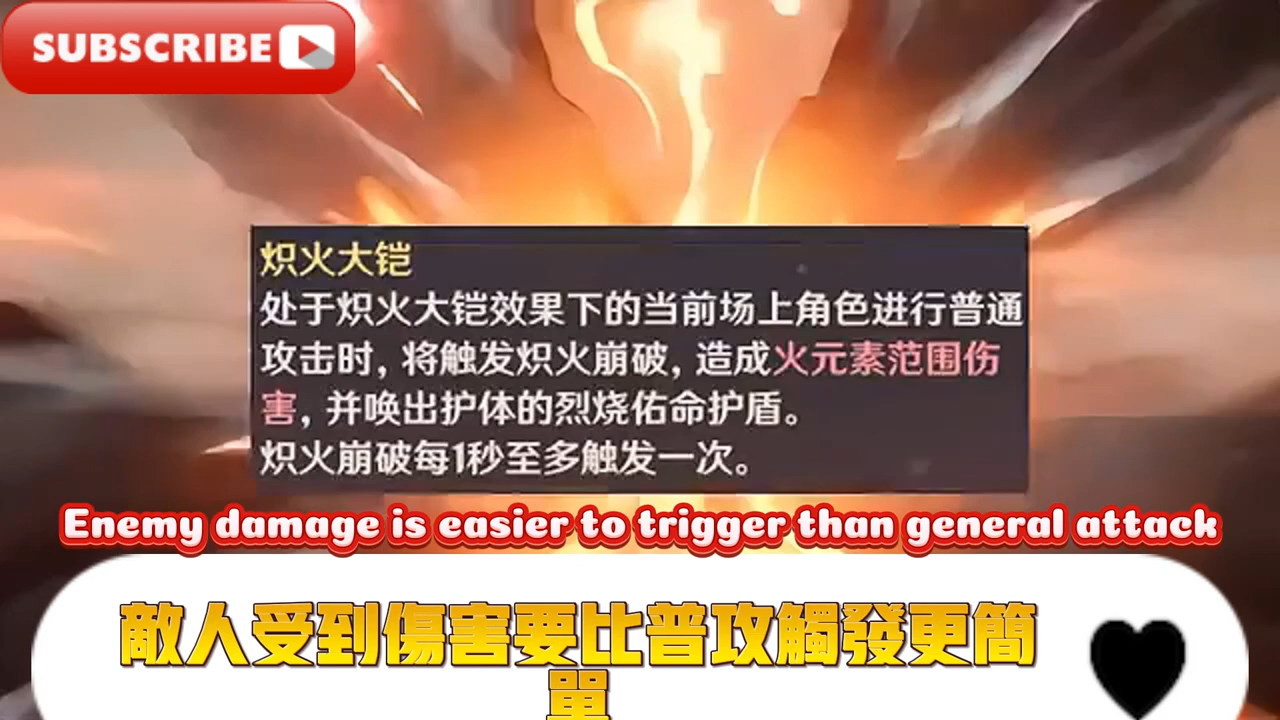 SUBSCRIBE
炽火大铠
处于炽火大铠效果下的当前场上角色进行普通
攻击时，将触发炽火崩破，造成火元素范围伤
害，并唤出护体的烈烧佑命护盾。
炽火崩破每1秒至多触发一次。
Enemy damage is easier to trigger than general attack
敵人受到傷害要比普攻觸發更簡
單